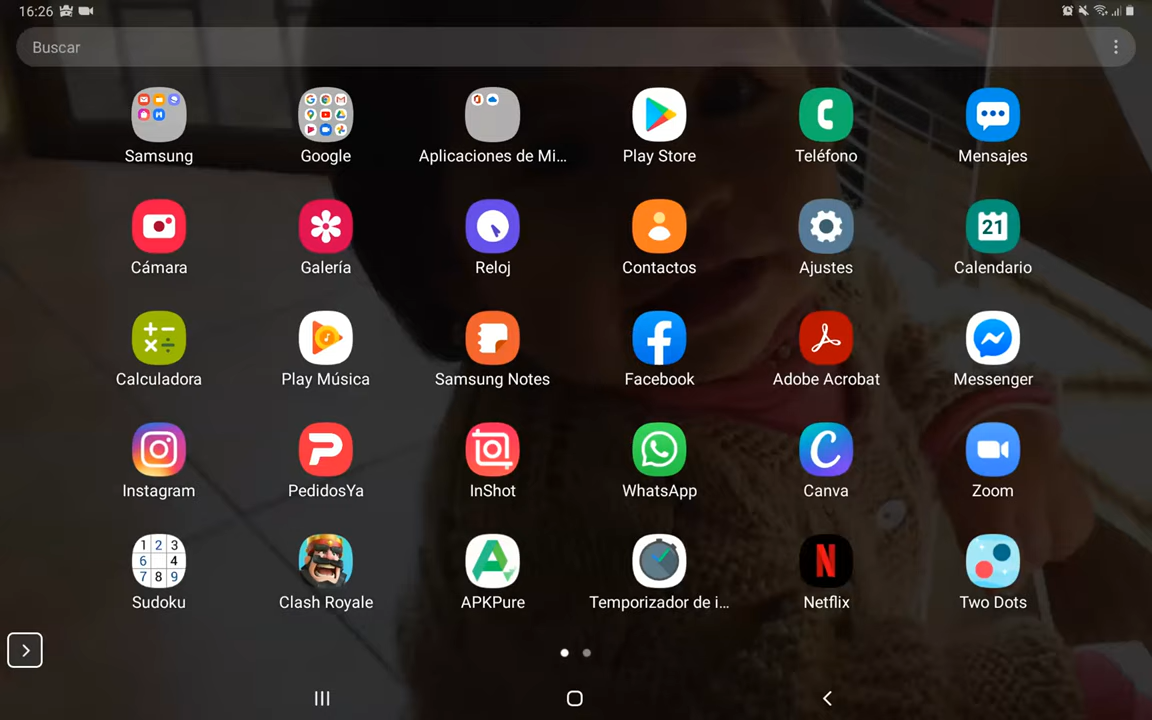 16:26
Buscar
Samsung
Google
Aplicaciones de Mi...
Play Store
Teléfono
Mensajes
Cámara
Galería
Reloj
Contactos
Ajustes
21
Calendario
Calculadora
Play Música
Samsung Notes
Facebook
Adobe Acrobat
Messenger
Instagram
PedidosYa
InShot
WhatsApp
Canva
Zoom
1 2 3
6 4
7 8 9
Sudoku
Clash Royale
APKPure
Temporizador de i...
Netflix
Two Dots